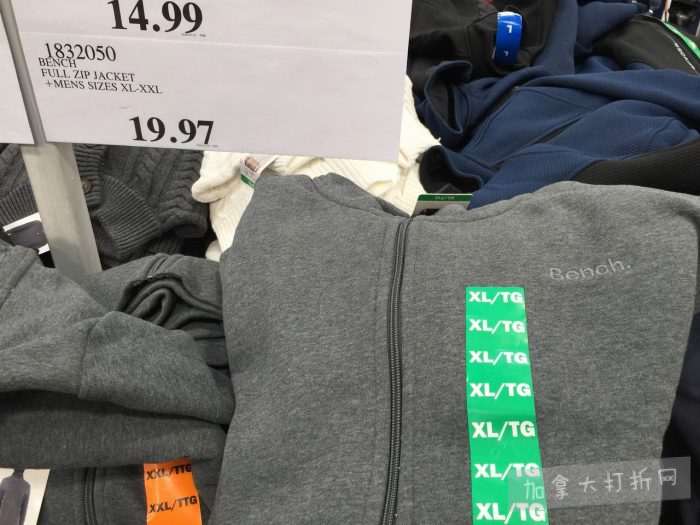 14.99
1832050
BENCH
FULL ZIP JACKET
+MENS SIZES XL-XXL
19.97
Bench.
XL/TG
XL/TG
XL/TG
XL/TG
XL/TG
XL/TG
XL/TG
XXL/TTG
XXL/TTG
L
加拿大打折网